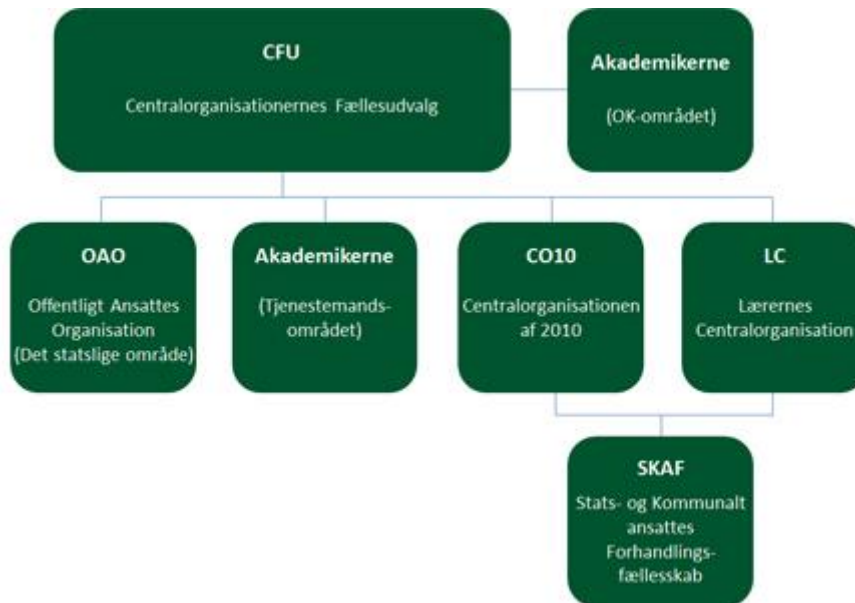 CFU
Centralorganisationernes Fællesudvalg
Akademikerne
(OK-området)
OAO
Offentligt Ansattes
Organisation
(Det statslige område)
Akademikerne
(Tjenestemands-
området)
CO10
Centralorganisationen
af 2010
LC
Lærernes
Centralorganisation
SKAF
Stats- og Kommunalt
ansattes
Forhandlings-
fællesskab